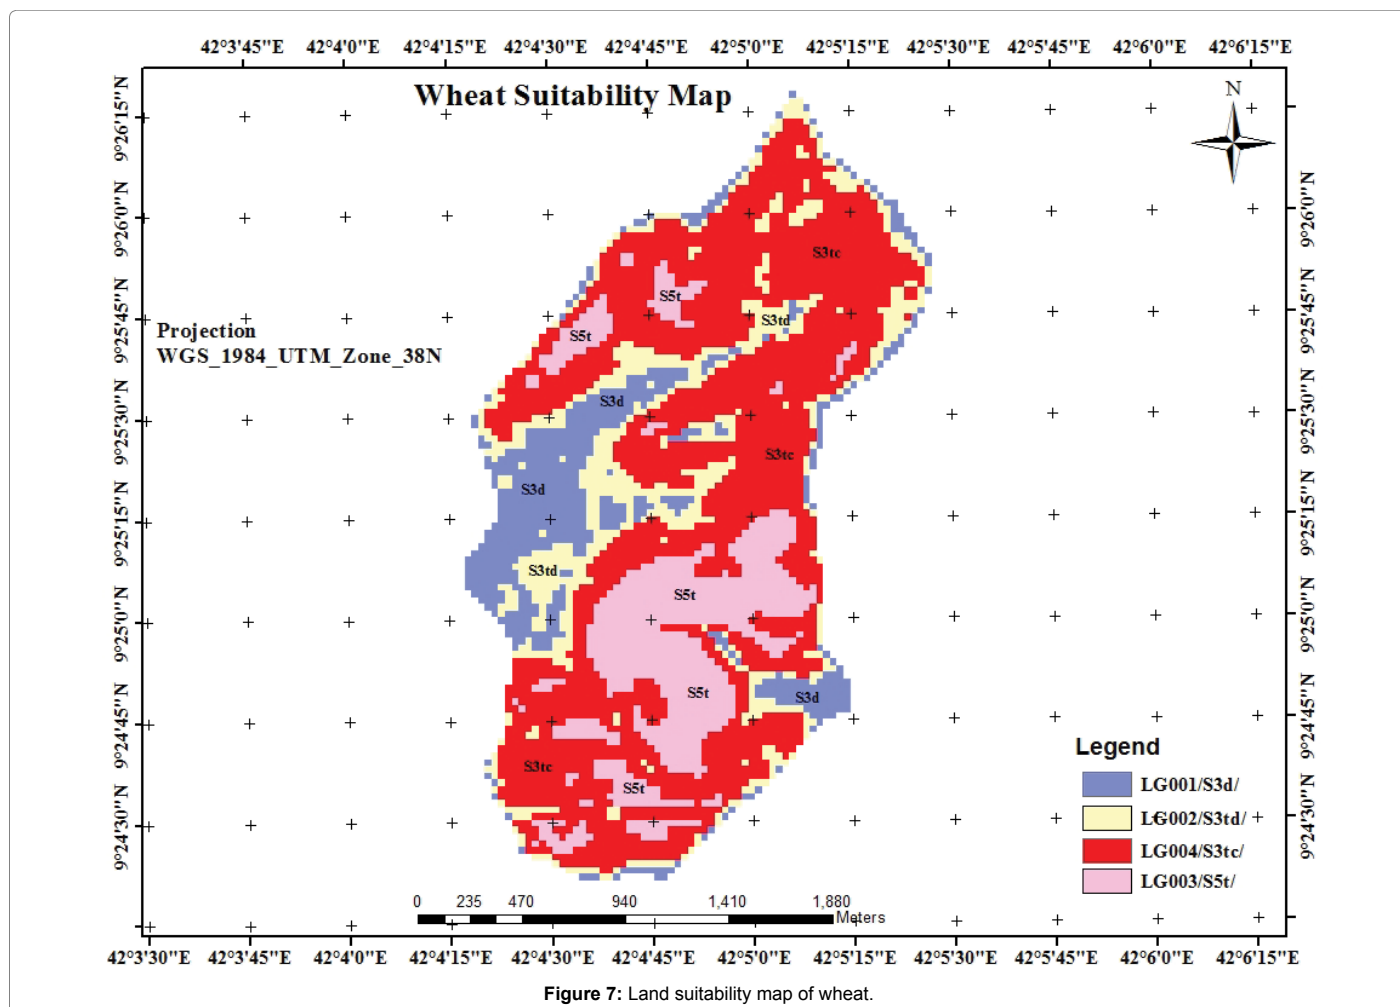 42°3'45"E 42°4'0"E 42°4'15"E 42°4'30"E 42°4'45"E 42°5'0"E 42°5'15"E 42°5'30"E 42°5'45"E 42°6'0"E 42°6'15"E
Wheat Suitability Map
N
9°26'15"N
9°26'0"N
9°26'0"N
S3tc
S5t
9°25'45"N
9°25'45"N
S3td
Projection
S5t
WGS_1984_UTM_Zone_38N
S3d
9°25'30"N
9°25'30"N
S3tc
S3d
9°25'15"N
9°25'15"N
S3td
S5t
9°25'0"N
9°25'0"N
S5t
S3d
9°24'45"N
9°24'45"N
Legend
S3tc
LG001/S3d/
S5t
LG002/S3td/
9°24'30"N
9°24'30"N
LG004/S3tc/
LG003/S5t/
0 235 470 940 1,410 1,880
Meters
42°3'30"E 42°3'45"E 42°4'0"E 42°4'15"E 42°4'30"E 42°4'45"E 42°5'0"E 42°5'15"E 42°5'30"E 42°5'45"E 42°6'0"E 42°6'15"E
Figure 7: Land suitability map of wheat.